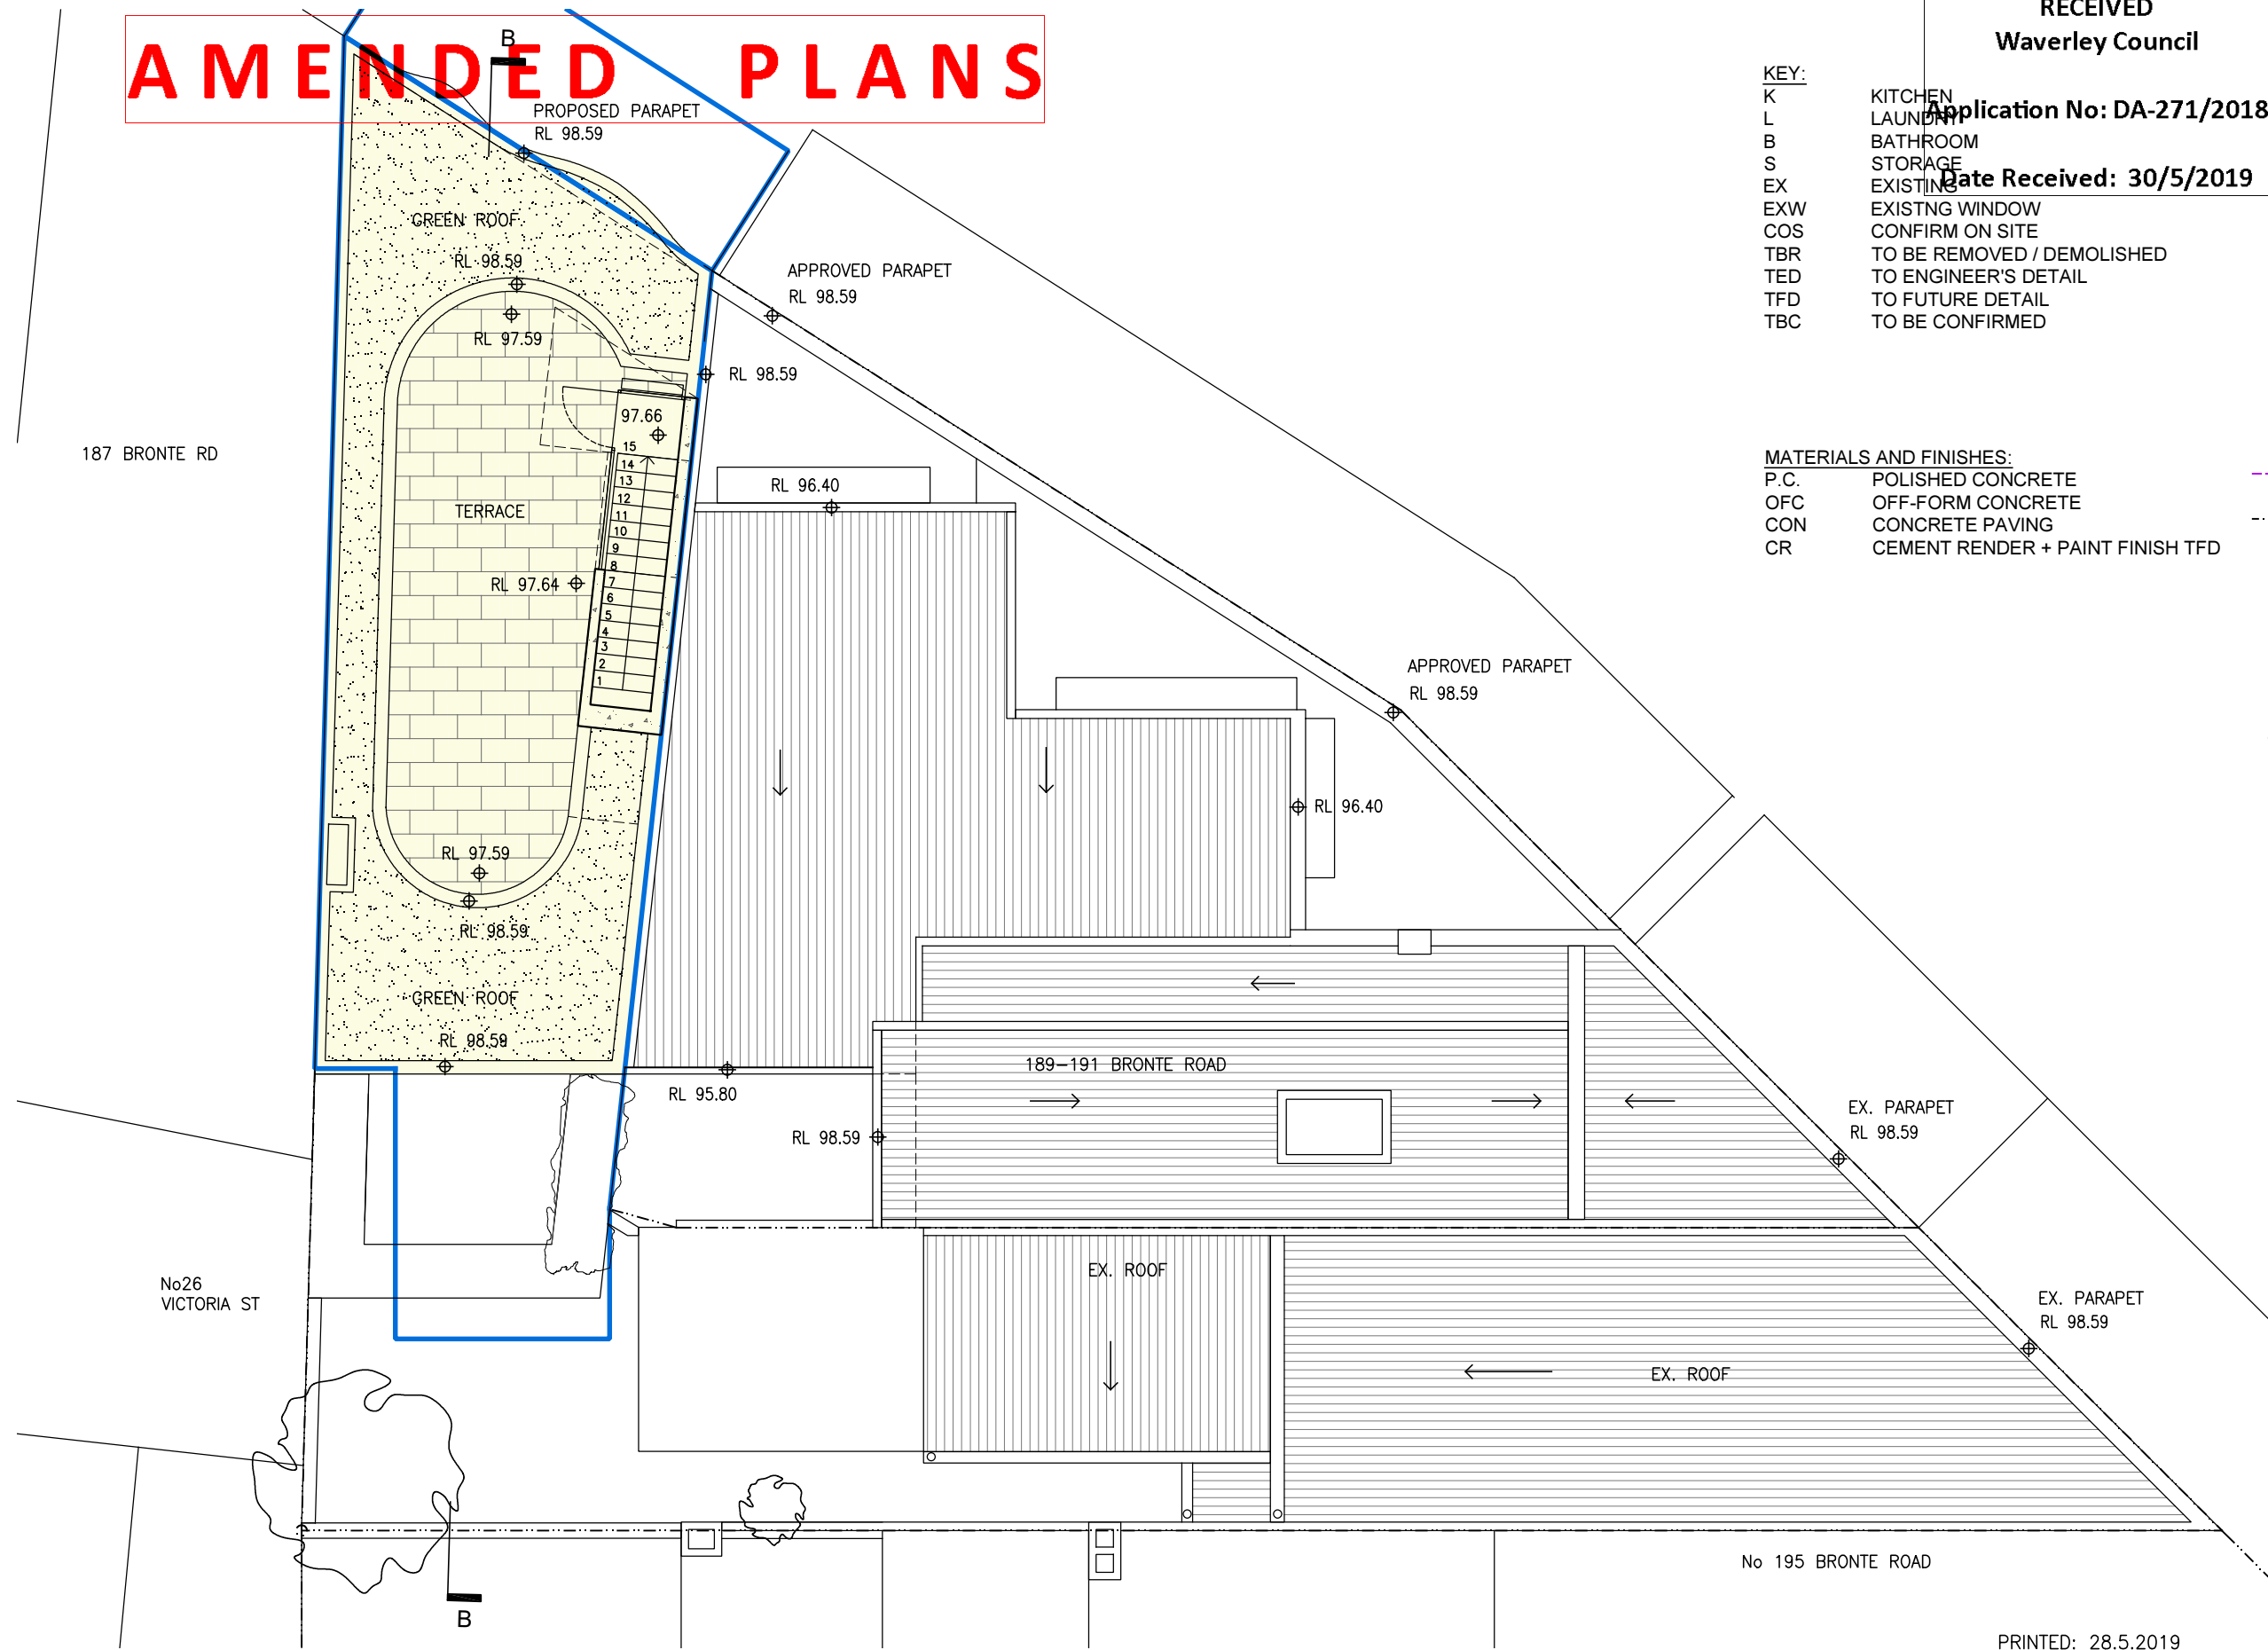 AMENDED PLANS
RECEIVED
Waverley Council
Application No: DA-271/2018
Date Received: 30/5/2019
KEY:
K KITCHEN
L LAUNDRY
B BATHROOM
S STORAGE
EX EXISTING
EXW EXISTNG WINDOW
COS CONFIRM ON SITE
TBR TO BE REMOVED / DEMOLISHED
TED TO ENGINEER'S DETAIL
TFD TO FUTURE DETAIL
TBC TO BE CONFIRMED
MATERIALS AND FINISHES:
P.C. POLISHED CONCRETE
OFC OFF-FORM CONCRETE
CON CONCRETE PAVING
CR CEMENT RENDER + PAINT FINISH TFD
B
PROPOSED PARAPET
RL 98.59
GREEN ROOF
RL 98.59
RL 97.59
APPROVED PARAPET
RL 98.59
RL 98.59
97.66
187 BRONTE RD
15
14
13
12
11
10
9
8
7
6
5
4
3
2
1
TERRACE
RL 96.40
RL 97.64
APPROVED PARAPET
RL 98.59
RL 96.40
RL 97.59
RL 98.59
GREEN ROOF
RL 98.59
189-191 BRONTE ROAD
RL 95.80
RL 98.59
EX. PARAPET
RL 98.59
No26
VICTORIA ST
EX. ROOF
EX. PARAPET
RL 98.59
EX. ROOF
No 195 BRONTE ROAD
B
PRINTED: 28.5.2019